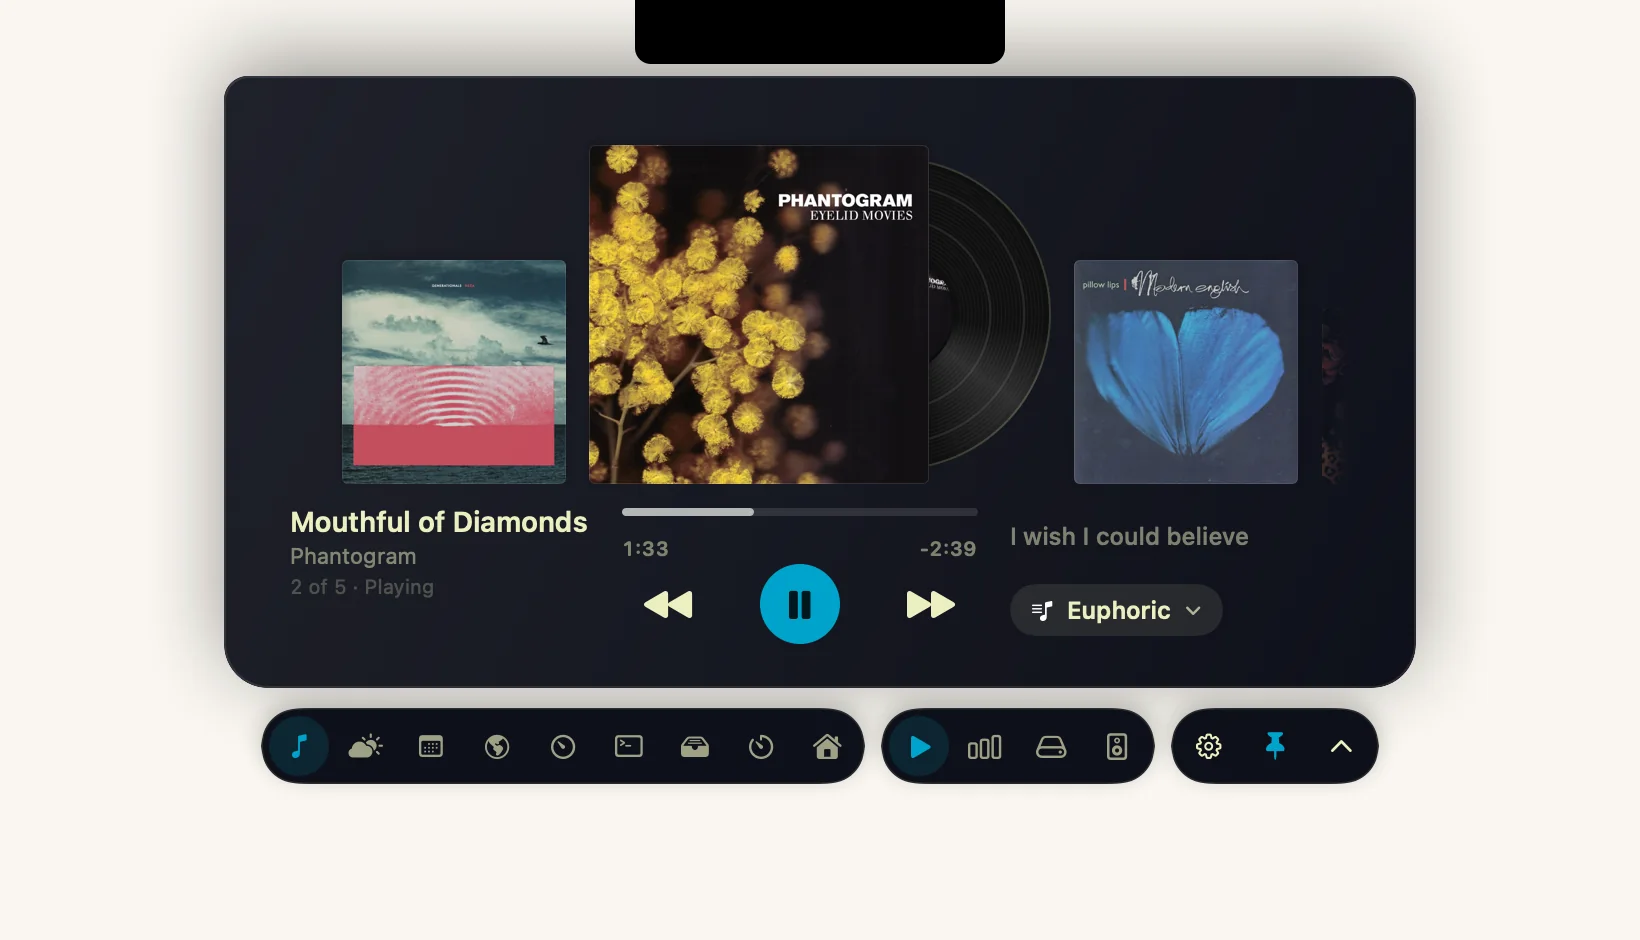 PHANTOGRAM
EYELID MOVIES
GENERATIONALS
pillow lips | Modern english
Mouthful of Diamonds
Phantogram
2 of 5 · Playing
1:33
-2:39
I wish I could believe
Euphoric